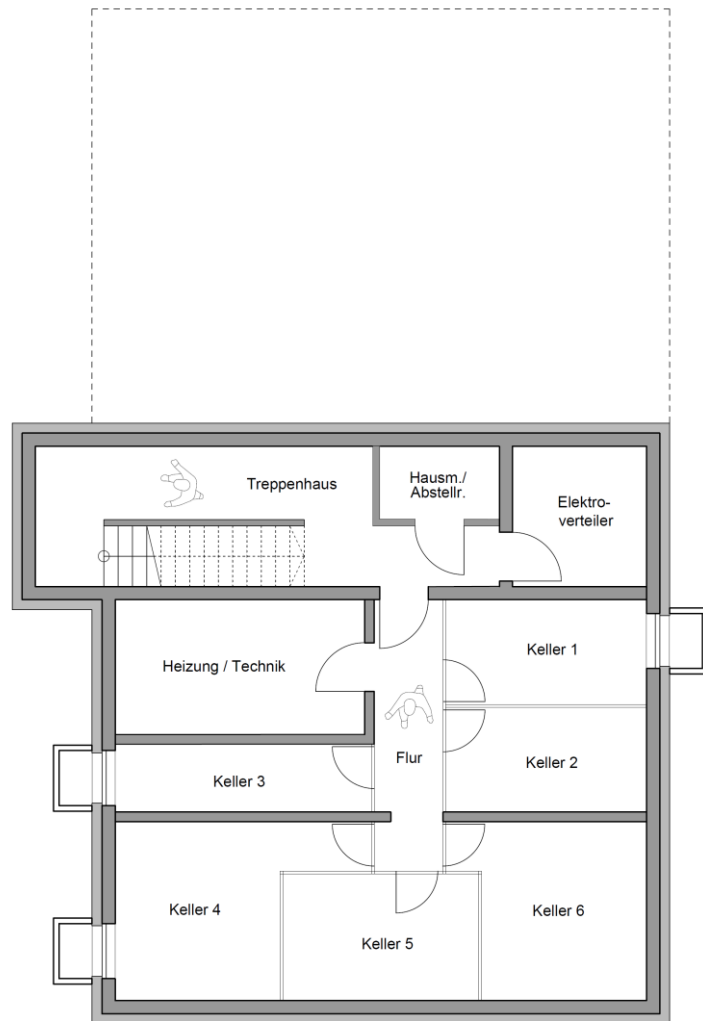 Treppenhaus
Hausm./
Abstellr.
Elektro-
verteiler
Heizung / Technik
Keller 1
Flur
Keller 2
Keller 3
Keller 4
Keller 5
Keller 6